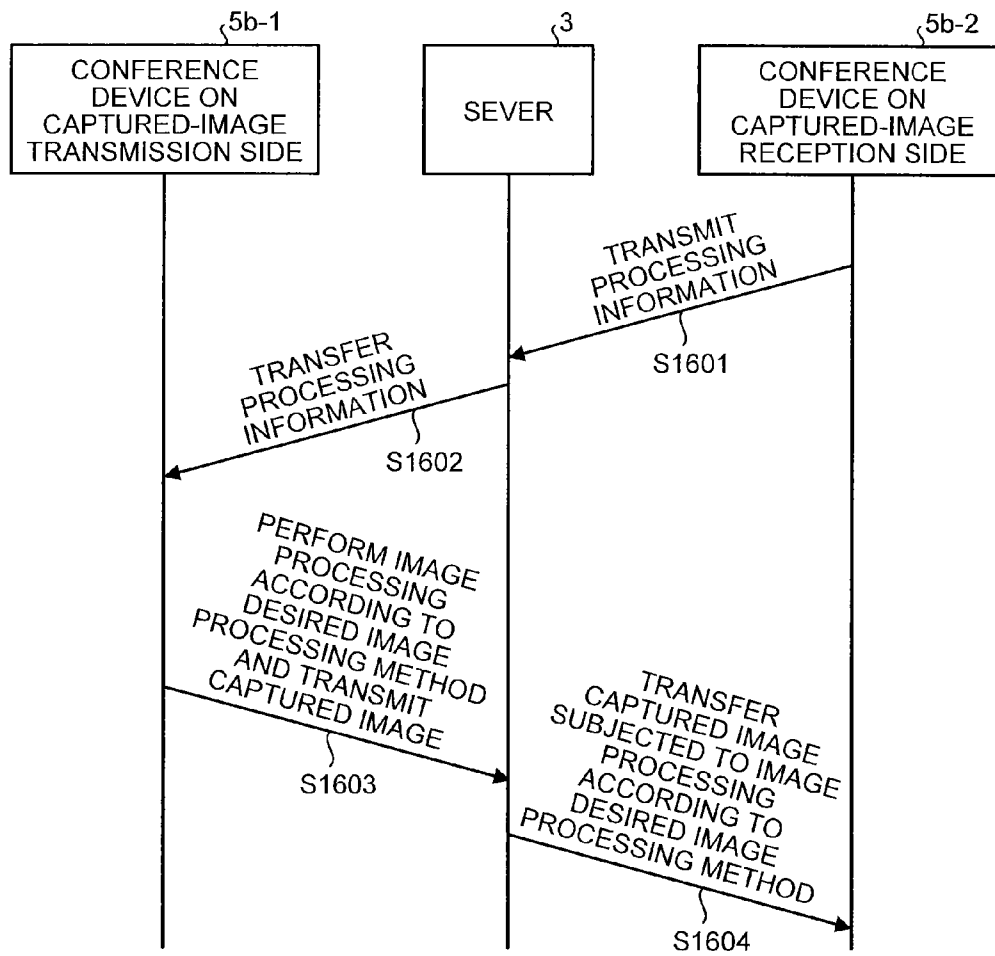 5b-1
CONFERENCE
DEVICE ON
CAPTURED-IMAGE
TRANSMISSION SIDE
3
SEVER
5b-2
CONFERENCE
DEVICE ON
CAPTURED-IMAGE
RECEPTION SIDE
TRANSMIT
PROCESSING
INFORMATION
S1601
TRANSFER
PROCESSING
INFORMATION
S1602
PERFORM IMAGE
PROCESSING
ACCORDING TO
DESIRED IMAGE
PROCESSING METHOD
AND TRANSMIT
CAPTURED IMAGE
S1603
TRANSFER
CAPTURED IMAGE
SUBJECTED TO IMAGE
PROCESSING
ACCORDING TO
DESIRED IMAGE
PROCESSING METHOD
S1604